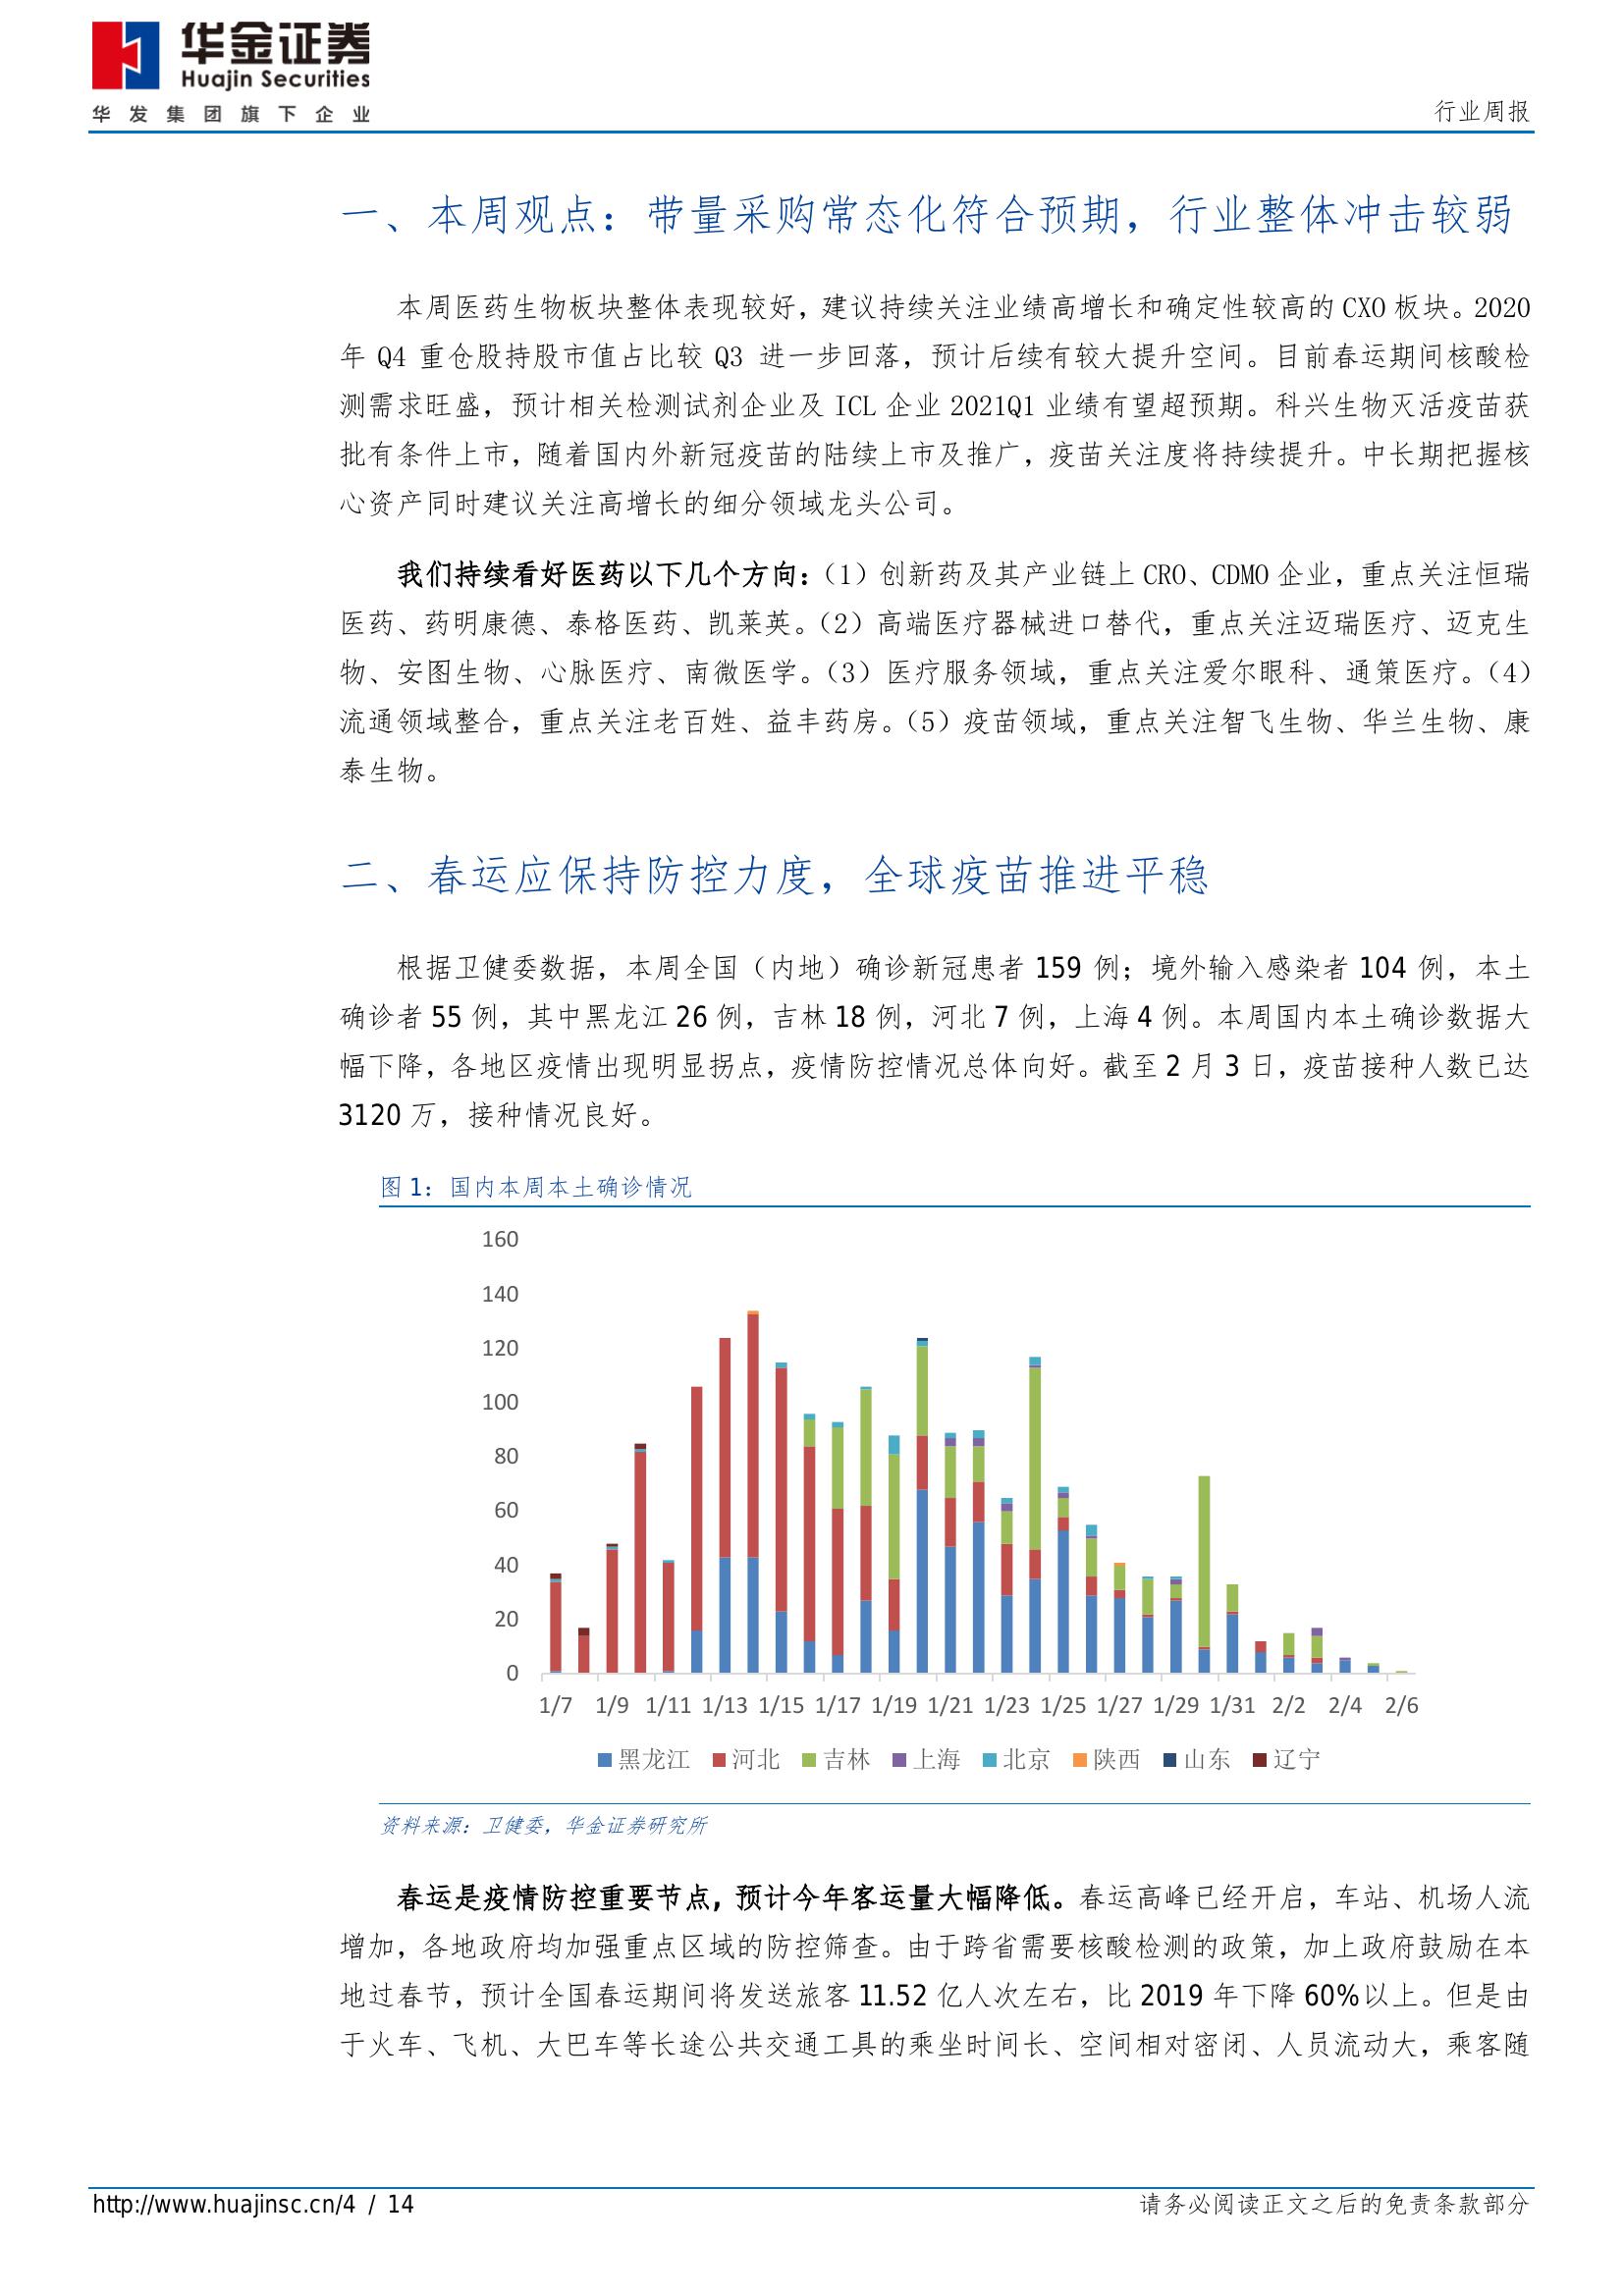 华金证券
Huajin Securities
华发集团旗下企业
行业周报
一、本周观点：带量采购常态化符合预期，行业整体冲击较弱
本周医药生物板块整体表现较好，建议持续关注业绩高增长和确定性较高的 CXO 板块。2020
年 Q4 重仓股持股市值占比较 Q3 进一步回落，预计后续有较大提升空间。目前春运期间核酸检
测需求旺盛，预计相关检测试剂企业及 ICL 企业 2021Q1 业绩有望超预期。科兴生物灭活疫苗获
批有条件上市，随着国内外新冠疫苗的陆续上市及推广，疫苗关注度将持续提升。中长期把握核
心资产同时建议关注高增长的细分领域龙头公司。
我们持续看好医药以下几个方向：（1）创新药及其产业链上 CRO、CDMO 企业，重点关注恒瑞
医药、药明康德、泰格医药、凯莱英。（2）高端医疗器械进口替代，重点关注迈瑞医疗、迈克生
物、安图生物、心脉医疗、南微医学。（3）医疗服务领域，重点关注爱尔眼科、通策医疗。（4）
流通领域整合，重点关注老百姓、益丰药房。（5）疫苗领域，重点关注智飞生物、华兰生物、康
泰生物。
二、春运应保持防控力度，全球疫苗推进平稳
根据卫健委数据，本周全国（内地）确诊新冠患者 159 例；境外输入感染者 104 例，本土
确诊者 55 例，其中黑龙江 26 例，吉林 18 例，河北 7 例，上海 4 例。本周国内本土确诊数据大
幅下降，各地区疫情出现明显拐点，疫情防控情况总体向好。截至 2 月 3 日，疫苗接种人数已达
3120 万，接种情况良好。
图 1：国内本周本土确诊情况
160
140
120
100
80
60
40
20
0
1/7 1/9 1/11 1/13 1/15 1/17 1/19 1/21 1/23 1/25 1/27 1/29 1/31 2/2 2/4 2/6
黑龙江 河北 吉林 上海 北京 陕西 山东 辽宁
资料来源：卫健委，华金证券研究所
春运是疫情防控重要节点，预计今年客运量大幅降低。春运高峰已经开启，车站、机场人流
增加，各地政府均加强重点区域的防控筛查。由于跨省需要核酸检测的政策，加上政府鼓励在本
地过春节，预计全国春运期间将发送旅客 11.52 亿人次左右，比 2019 年下降 60%以上。但是由
于火车、飞机、大巴车等长途公共交通工具的乘坐时间长、空间相对密闭、人员流动大，乘客随
http://www.huajinsc.cn/4 / 14
请务必阅读正文之后的免责条款部分